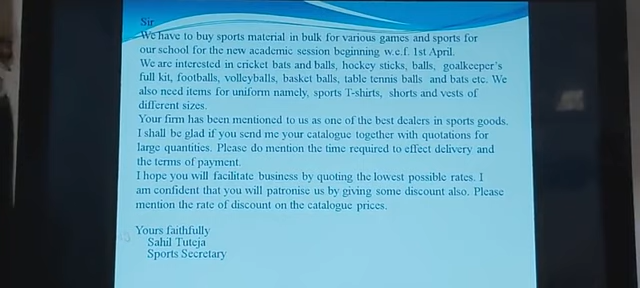 Sir
We have to buy sports material in bulk for various games and sports for
our school for the new academic session beginning w.e.f. 1st April.
We are interested in cricket bats and balls, hockey sticks, balls, goalkeeper's
full kit, footballs, volleyballs, basket balls, table tennis balls and bats etc. We
also need items for uniform namely, sports T-shirts, shorts and vests of
different sizes.
Your firm has been mentioned to us as one of the best dealers in sports goods.
I shall be glad if you send me your catalogue together with quotations for
large quantities. Please do mention the time required to effect delivery and
the terms of payment.
I hope you will facilitate business by quoting the lowest possible rates. I
am confident that you will patronise us by giving some discount also. Please
mention the rate of discount on the catalogue prices.
Yours faithfully
Sahil Tuteja
Sports Secretary